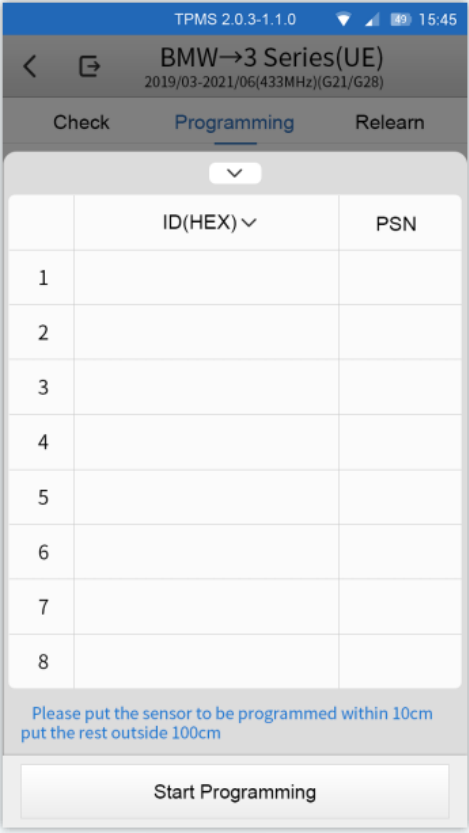 TPMS 2.0.3-1.1.0 49 15:45
BMW→3 Series(UE)
2019/03-2021/06(433MHz)(G21/G28)
Check Programming Relearn
ID(HEX) PSN
1
2
3
4
5
6
7
8
Please put the sensor to be programmed within 10cm
put the rest outside 100cm
Start Programming